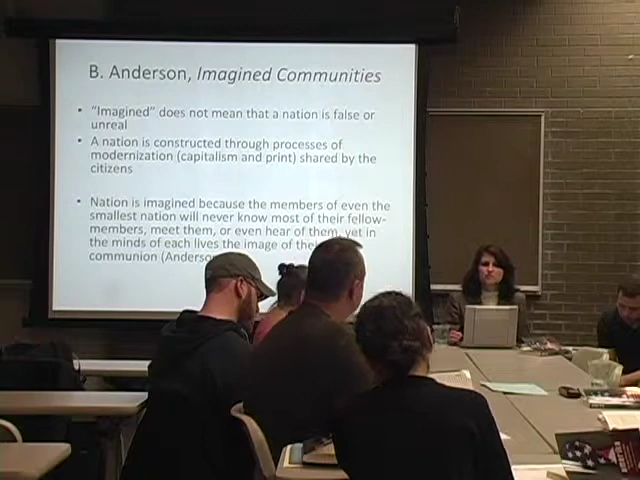 B. Anderson, Imagined Communities
• "Imagined" does not mean that a nation is false or
unreal
• A nation is constructed through processes of
modernization (capitalism and print) shared by the
citizens
• Nation is imagined because the members of even the
smallest nation will never know most of their fellow-
members, meet them, or even hear of them, yet in
the minds of each lives the image of
communion (Anderson